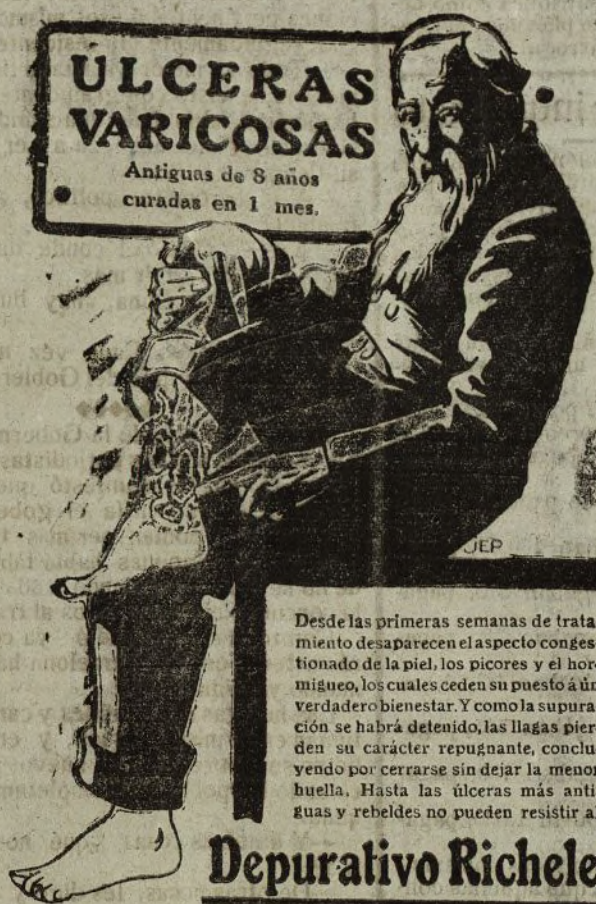 ULCERAS
VARICOSAS
Antiguas de 8 años
curadas en 1 mes.
JEP
Desde las primeras semanas de trata
miento desaparecen el aspecto conges
tionado de la piel, los picores y el hor
migueo, los cuales ceden su puesto á un
verdadero bienestar. Y como la supura
ción se habrá detenido, las llagas pier
den su carácter repugnante, conclu
yendo por cerrarse sin dejar la menor
huella. Hasta las úlceras más anti
guas y rebeldes no pueden resistir al
Depurativo Richele